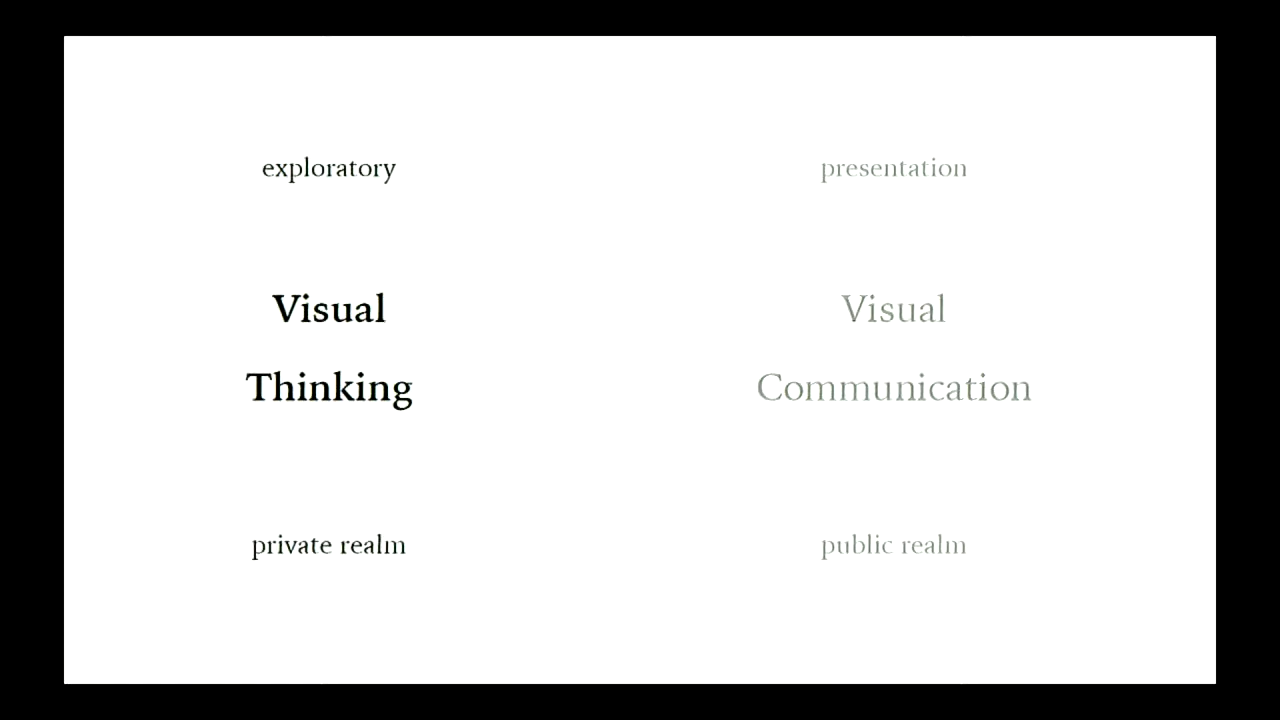 exploratory
Visual
Thinking
private realm
presentation
Visual
Communication
public realm